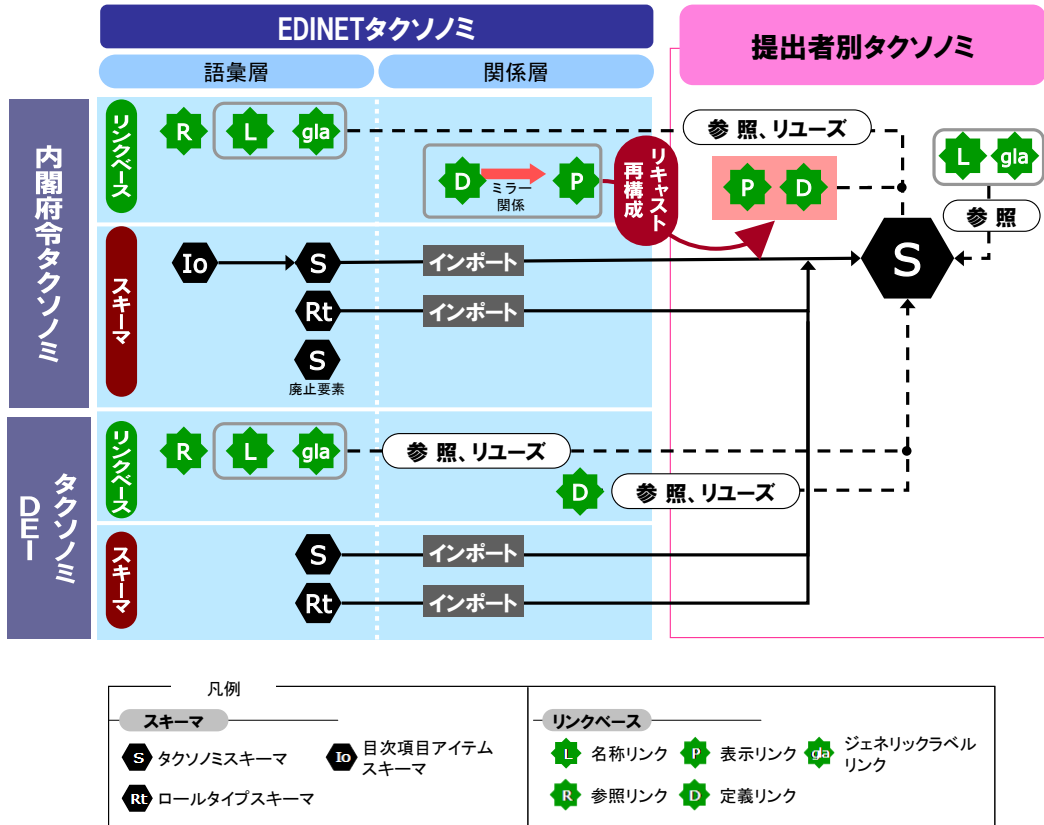 EDINETタクソノミ
提出者別タクソノミ
語彙層
関係層
内閣府令タクソノミ
リンクベース
R
L
gla
参照、リユーズ
D
ミラー
関係
P
リキャスト
再構成
P
D
L
gla
参照
スキーマ
Io
S
インポート
S
Rt
インポート
S
廃止要素
DEI
タクソノミ
リンクベース
R
L
gla
参照、リユーズ
D
参照、リユーズ
スキーマ
S
インポート
Rt
インポート
凡例
スキーマ
S タクソノミスキーマ
Io 目次項目アイテム
スキーマ
Rt ロールタイプスキーマ
リンクベース
L 名称リンク
P 表示リンク
gla ジェネリックラベル
リンク
R 参照リンク
D 定義リンク